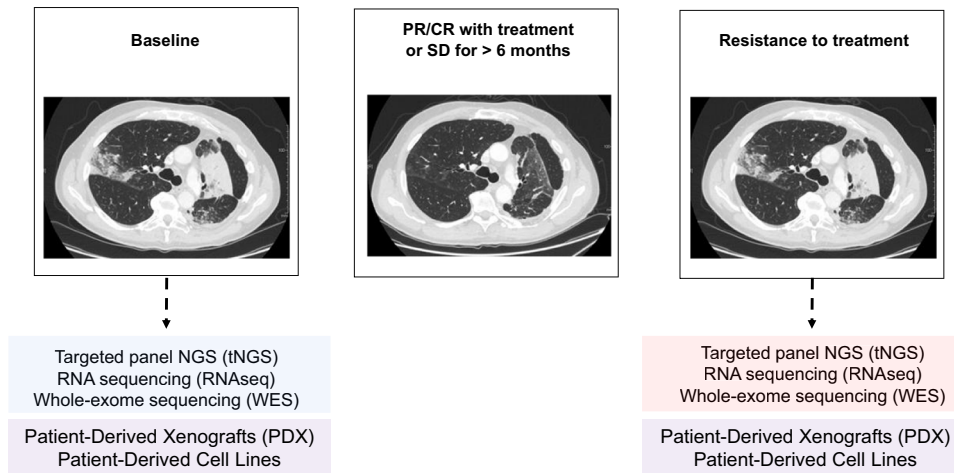 Baseline
PR/CR with treatment
or SD for > 6 months
Resistance to treatment
Targeted panel NGS (tNGS)
RNA sequencing (RNAseq)
Whole-exome sequencing (WES)
Patient-Derived Xenografts (PDX)
Patient-Derived Cell Lines
Targeted panel NGS (tNGS)
RNA sequencing (RNAseq)
Whole-exome sequencing (WES)
Patient-Derived Xenografts (PDX)
Patient-Derived Cell Lines